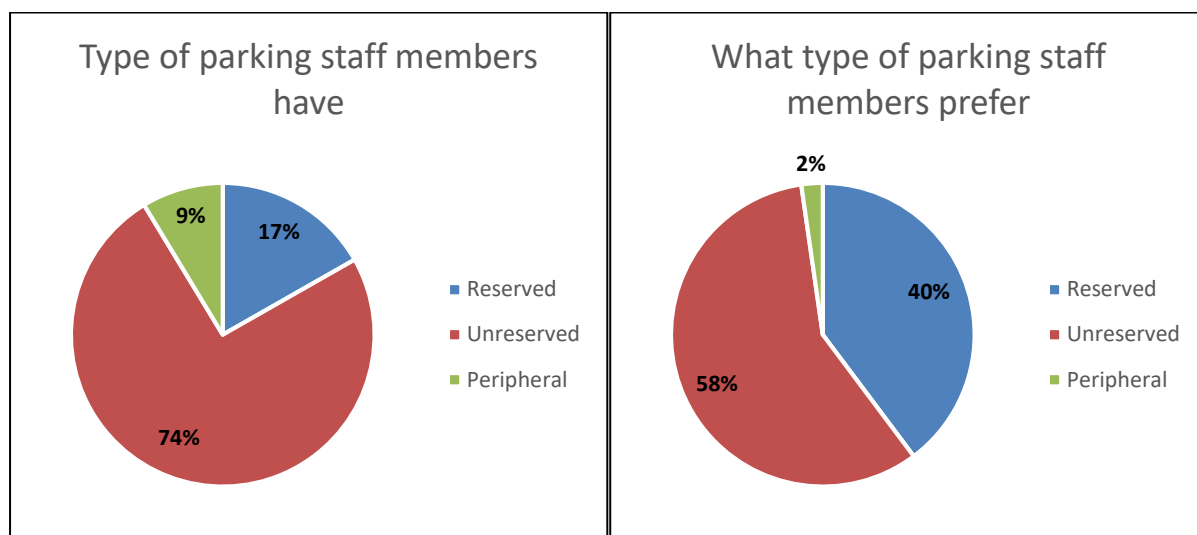 Type of parking staff members
have
9%
17%
74%
Reserved
Unreserved
Peripheral
What type of parking staff
members prefer
2%
40%
58%
Reserved
Unreserved
Peripheral